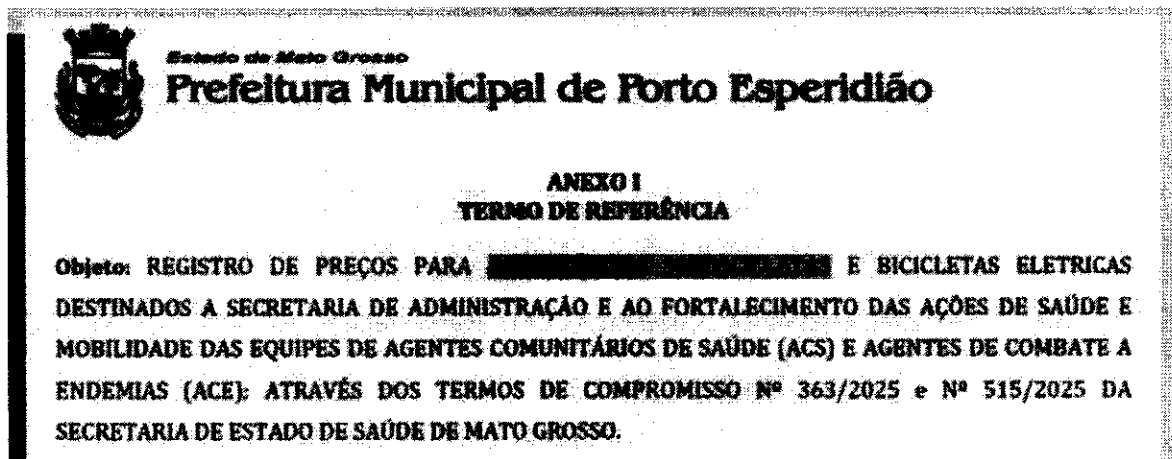 Estado de Mato Grosso
Prefeitura Municipal de Porto Esperidião
ANEXO I
TERMO DE REFERÊNCIA
Objeto: REGISTRO DE PREÇOS PARA E BICICLETAS ELETRICAS
DESTINADOS A SECRETARIA DE ADMINISTRAÇÃO E AO FORTALECIMENTO DAS AÇÕES DE SAÚDE E
MOBILIDADE DAS EQUIPES DE AGENTES COMUNITÁRIOS DE SAÚDE (ACS) E AGENTES DE COMBATE A
ENDEMIAS (ACE); ATRAVÉS DOS TERMOS DE COMPROMISSO Nº 363/2025 e Nº 515/2025 DA
SECRETARIA DE ESTADO DE SAÚDE DE MATO GROSSO.